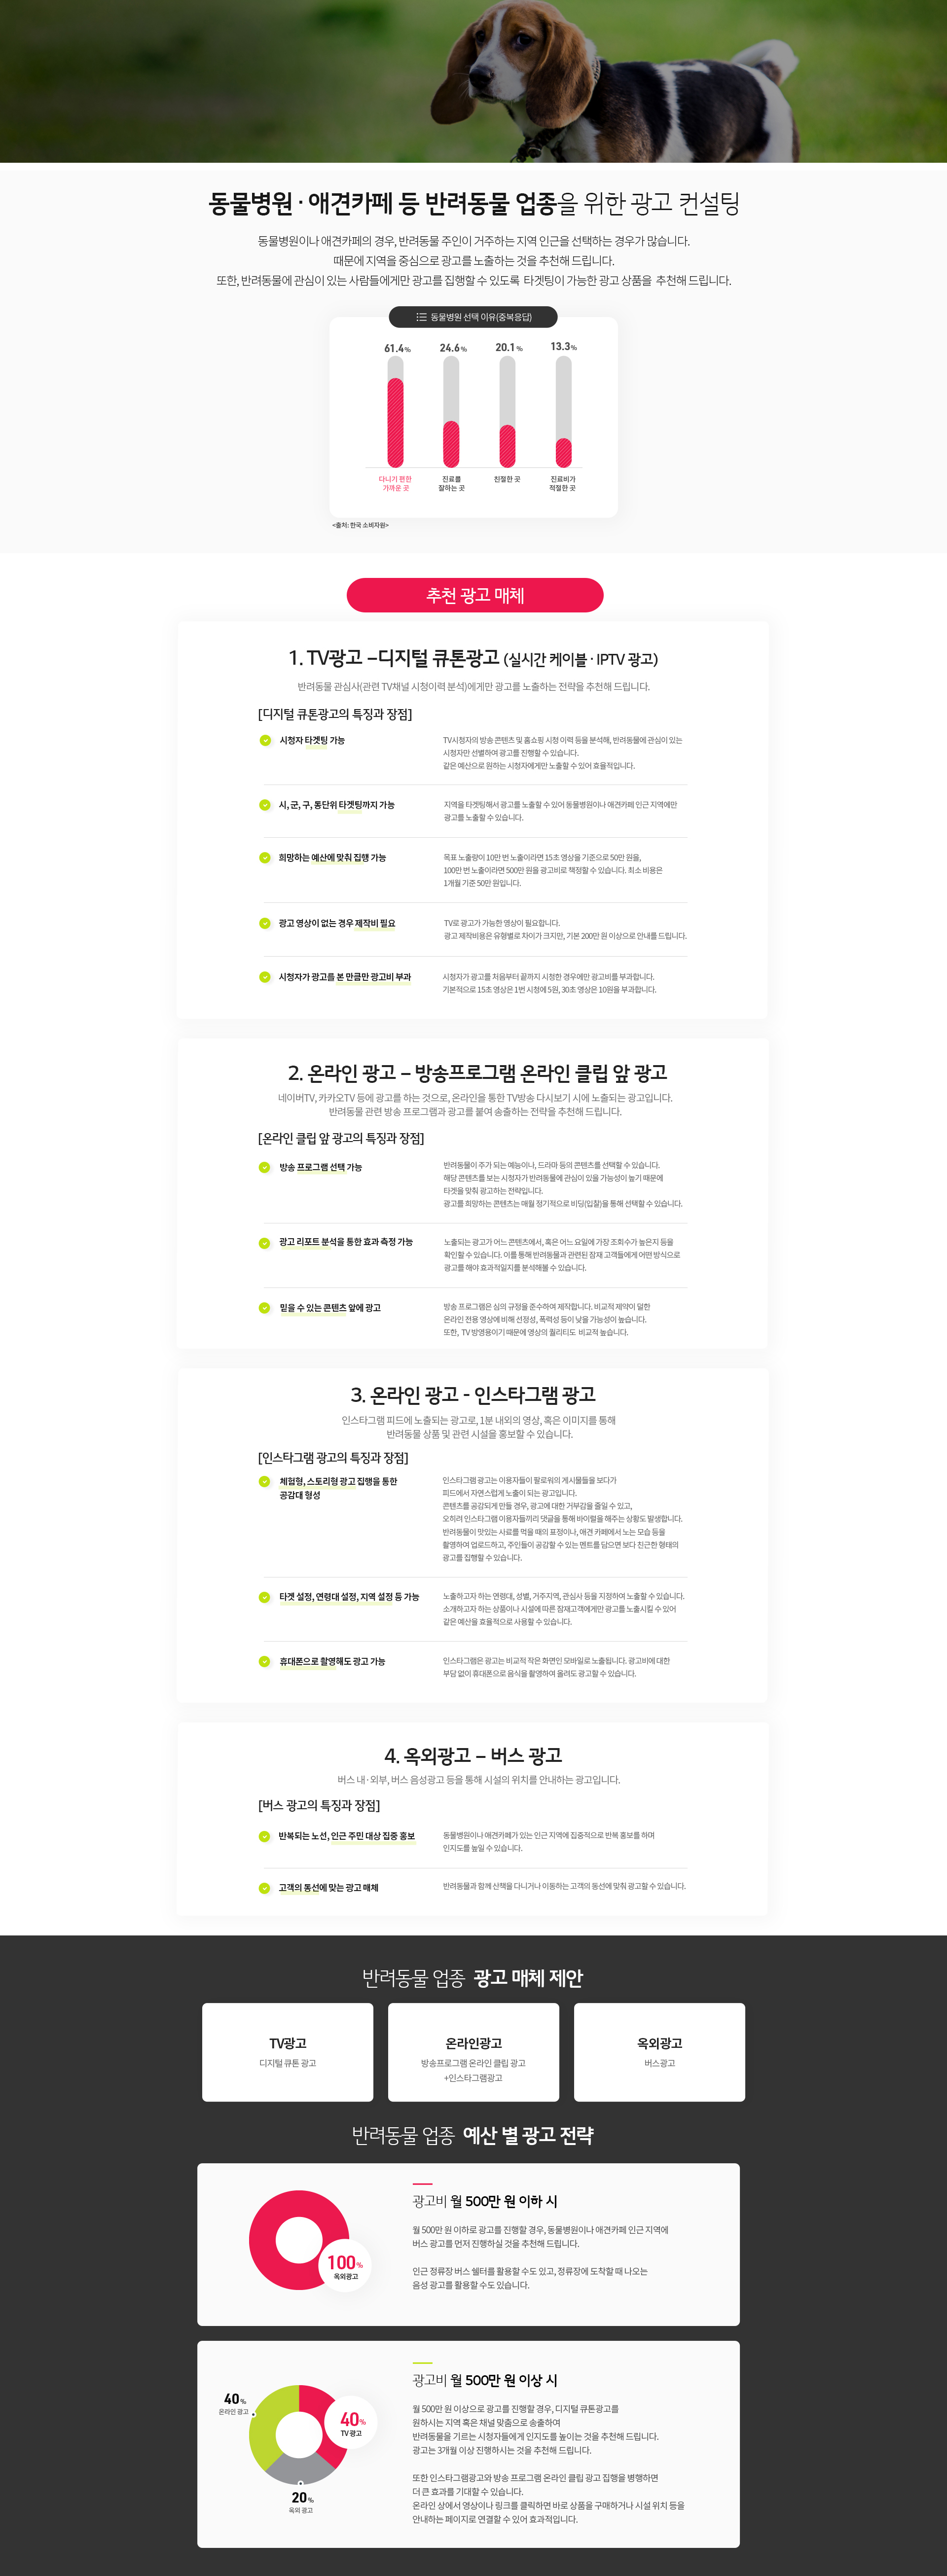 동물병원 · 애견카페 등 반려동물 업종을 위한 광고 컨설팅
동물병원이나 애견카페의 경우, 반려동물 주인이 거주하는 지역 인근을 선택하는 경우가 많습니다.
때문에 지역을 중심으로 광고를 노출하는 것을 추천해 드립니다.
또한, 반려동물에 관심이 있는 사람들에게만 광고를 집행할 수 있도록 타겟팅이 가능한 광고 상품을 추천해 드립니다.
동물병원 선택 이유(중복응답)
61.4%
24.6%
20.1%
13.3%
다니기 편한
가까운 곳
진료를
잘하는 곳
친절한 곳
진료비가
적절한 곳
<출처: 한국 소비자원>
추천 광고 매체
1. TV광고 –디지털 큐톤광고 (실시간 케이블 · IPTV 광고)
반려동물 관심사(관련 TV채널 시청이력 분석)에게만 광고를 노출하는 전략을 추천해 드립니다.
[디지털 큐톤광고의 특징과 장점]
시청자 타겟팅 가능
TV시청자의 방송 콘텐츠 및 홈쇼핑 시청 이력 등을 분석해, 반려동물에 관심이 있는
시청자만 선별하여 광고를 진행할 수 있습니다.
같은 예산으로 원하는 시청자에게만 노출할 수 있어 효율적입니다.
시, 군, 구, 동단위 타겟팅까지 가능
지역을 타겟팅해서 광고를 노출할 수 있어 동물병원이나 애견카페 인근 지역에만
광고를 노출할 수 있습니다.
희망하는 예산에 맞춰 집행 가능
목표 노출량이 10만 번 노출이라면 15초 영상을 기준으로 50만 원을,
100만 번 노출이라면 500만 원을 광고비로 책정할 수 있습니다. 최소 비용은
1개월 기준 50만 원입니다.
광고 영상이 없는 경우 제작비 필요
TV로 광고가 가능한 영상이 필요합니다.
광고 제작비용은 유형별로 차이가 크지만, 기본 200만 원 이상으로 안내를 드립니다.
시청자가 광고를 본 만큼만 광고비 부과
시청자가 광고를 처음부터 끝까지 시청한 경우에만 광고비를 부과합니다.
기본적으로 15초 영상은 1번 시청에 5원, 30초 영상은 10원을 부과합니다.
2. 온라인 광고 – 방송프로그램 온라인 클립 앞 광고
네이버TV, 카카오TV 등에 광고를 하는 것으로, 온라인을 통한 TV방송 다시보기 시에 노출되는 광고입니다.
반려동물 관련 방송 프로그램과 광고를 붙여 송출하는 전략을 추천해 드립니다.
[온라인 클립 앞 광고의 특징과 장점]
방송 프로그램 선택 가능
반려동물이 주가 되는 예능이나, 드라마 등의 콘텐츠를 선택할 수 있습니다.
해당 콘텐츠를 보는 시청자가 반려동물에 관심이 있을 가능성이 높기 때문에
타겟을 맞춰 광고하는 전략입니다.
광고를 희망하는 콘텐츠는 매월 정기적으로 비딩(입찰)을 통해 선택할 수 있습니다.
광고 리포트 분석을 통한 효과 측정 가능
노출되는 광고가 어느 콘텐츠에서, 혹은 어느 요일에 가장 조회수가 높은지 등을
확인할 수 있습니다. 이를 통해 반려동물과 관련된 잠재 고객들에게 어떤 방식으로
광고를 해야 효과적일지를 분석해볼 수 있습니다.
믿을 수 있는 콘텐츠 앞에 광고
방송 프로그램은 심의 규정을 준수하여 제작합니다. 비교적 제약이 덜한
온라인 전용 영상에 비해 선정성, 폭력성 등이 낮을 가능성이 높습니다.
또한, TV 방영용이기 때문에 영상의 퀄리티도 비교적 높습니다.
3. 온라인 광고 - 인스타그램 광고
인스타그램 피드에 노출되는 광고로, 1분 내외의 영상, 혹은 이미지를 통해
반려동물 상품 및 관련 시설을 홍보할 수 있습니다.
[인스타그램 광고의 특징과 장점]
체험형, 스토리형 광고 집행을 통한
공감대 형성
인스타그램 광고는 이용자들이 팔로워의 게시물들을 보다가
피드에서 자연스럽게 노출이 되는 광고입니다.
콘텐츠를 공감되게 만들 경우, 광고에 대한 거부감을 줄일 수 있고,
오히려 인스타그램 이용자들끼리 댓글을 통해 바이럴을 해주는 상황도 발생합니다.
반려동물이 맛있는 사료를 먹을 때의 표정이나, 애견 카페에서 노는 모습 등을
촬영하여 업로드하고, 주인들이 공감할 수 있는 멘트를 담으면 보다 친근한 형태의
광고를 집행할 수 있습니다.
타겟 설정, 연령대 설정, 지역 설정 등 가능
노출하고자 하는 연령대, 성별, 거주지역, 관심사 등을 지정하여 노출할 수 있습니다.
소개하고자 하는 상품이나 시설에 따른 잠재고객에게만 광고를 노출시킬 수 있어
같은 예산을 효율적으로 사용할 수 있습니다.
휴대폰으로 촬영해도 광고 가능
인스타그램은 광고는 비교적 작은 화면인 모바일로 노출됩니다. 광고비에 대한
부담 없이 휴대폰으로 음식을 촬영하여 올려도 광고할 수 있습니다.
4. 옥외광고 – 버스 광고
버스 내·외부, 버스 음성광고 등을 통해 시설의 위치를 안내하는 광고입니다.
[버스 광고의 특징과 장점]
반복되는 노선, 인근 주민 대상 집중 홍보
동물병원이나 애견카페가 있는 인근 지역에 집중적으로 반복 홍보를 하며
인지도를 높일 수 있습니다.
고객의 동선에 맞는 광고 매체
반려동물과 함께 산책을 다니거나 이동하는 고객의 동선에 맞춰 광고할 수 있습니다.
반려동물 업종 광고 매체 제안
TV광고
디지털 큐톤 광고
온라인광고
방송프로그램 온라인 클립 광고
+인스타그램광고
옥외광고
버스광고
반려동물 업종 예산 별 광고 전략
100%
옥외광고
광고비 월 500만 원 이하 시
월 500만 원 이하로 광고를 진행할 경우, 동물병원이나 애견카페 인근 지역에
버스 광고를 먼저 진행하실 것을 추천해 드립니다.
인근 정류장 버스 쉘터를 활용할 수도 있고, 정류장에 도착할 때 나오는
음성 광고를 활용할 수도 있습니다.
40%
온라인 광고
40%
TV 광고
20%
옥외 광고
광고비 월 500만 원 이상 시
월 500만 원 이상으로 광고를 진행할 경우, 디지털 큐톤광고를
원하시는 지역 혹은 채널 맞춤으로 송출하여
반려동물을 기르는 시청자들에게 인지도를 높이는 것을 추천해 드립니다.
광고는 3개월 이상 진행하시는 것을 추천해 드립니다.
또한 인스타그램광고와 방송 프로그램 온라인 클립 광고 집행을 병행하면
더 큰 효과를 기대할 수 있습니다.
온라인 상에서 영상이나 링크를 클릭하면 바로 상품을 구매하거나 시설 위치 등을
안내하는 페이지로 연결할 수 있어 효과적입니다.